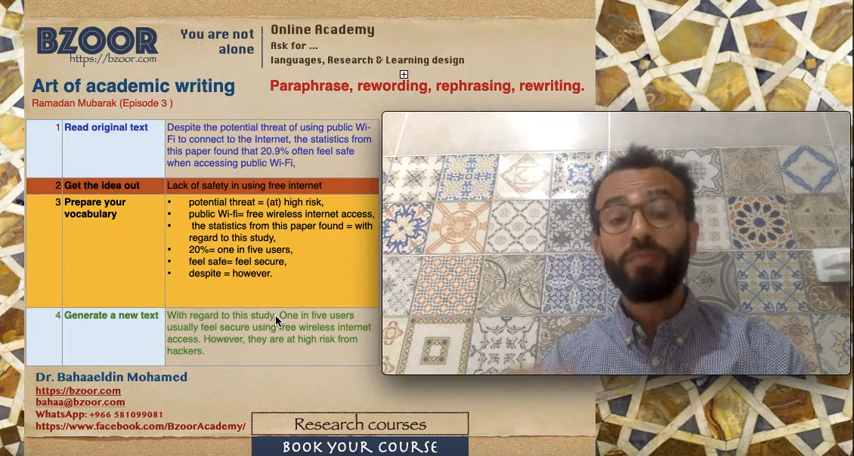 BZOOR
https://bzoor.com
You are not
alone
Online Academy
Ask for ...
languages, Research & Learning design
Art of academic writing
Paraphrase, rewording, rephrasing, rewriting.
Ramadan Mubarak (Episode 3 )
1 Read original text
Despite the potential threat of using public Wi-
Fi to connect to the Internet, the statistics from
this paper found that 20.9% often feel safe
when accessing public Wi-Fi,
2 Get the idea out
Lack of safety in using free internet
3 Prepare your
vocabulary
• potential threat = (at) high risk,
• public Wi-fi= free wireless internet access,
• the statistics from this paper found = with
regard to this study,
• 20%= one in five users,
• feel safe= feel secure,
• despite = however.
4 Generate a new text
With regard to this study, One in five users
usually feel secure using free wireless internet
access. However, they are at high risk from
hackers.
Dr. Bahaaeldin Mohamed
https://bzoor.com
bahaa@bzoor.com
WhatsApp: +966 581099081
https://www.facebook.com/BzoorAcademy/
Research courses
BOOK YOUR COURSE